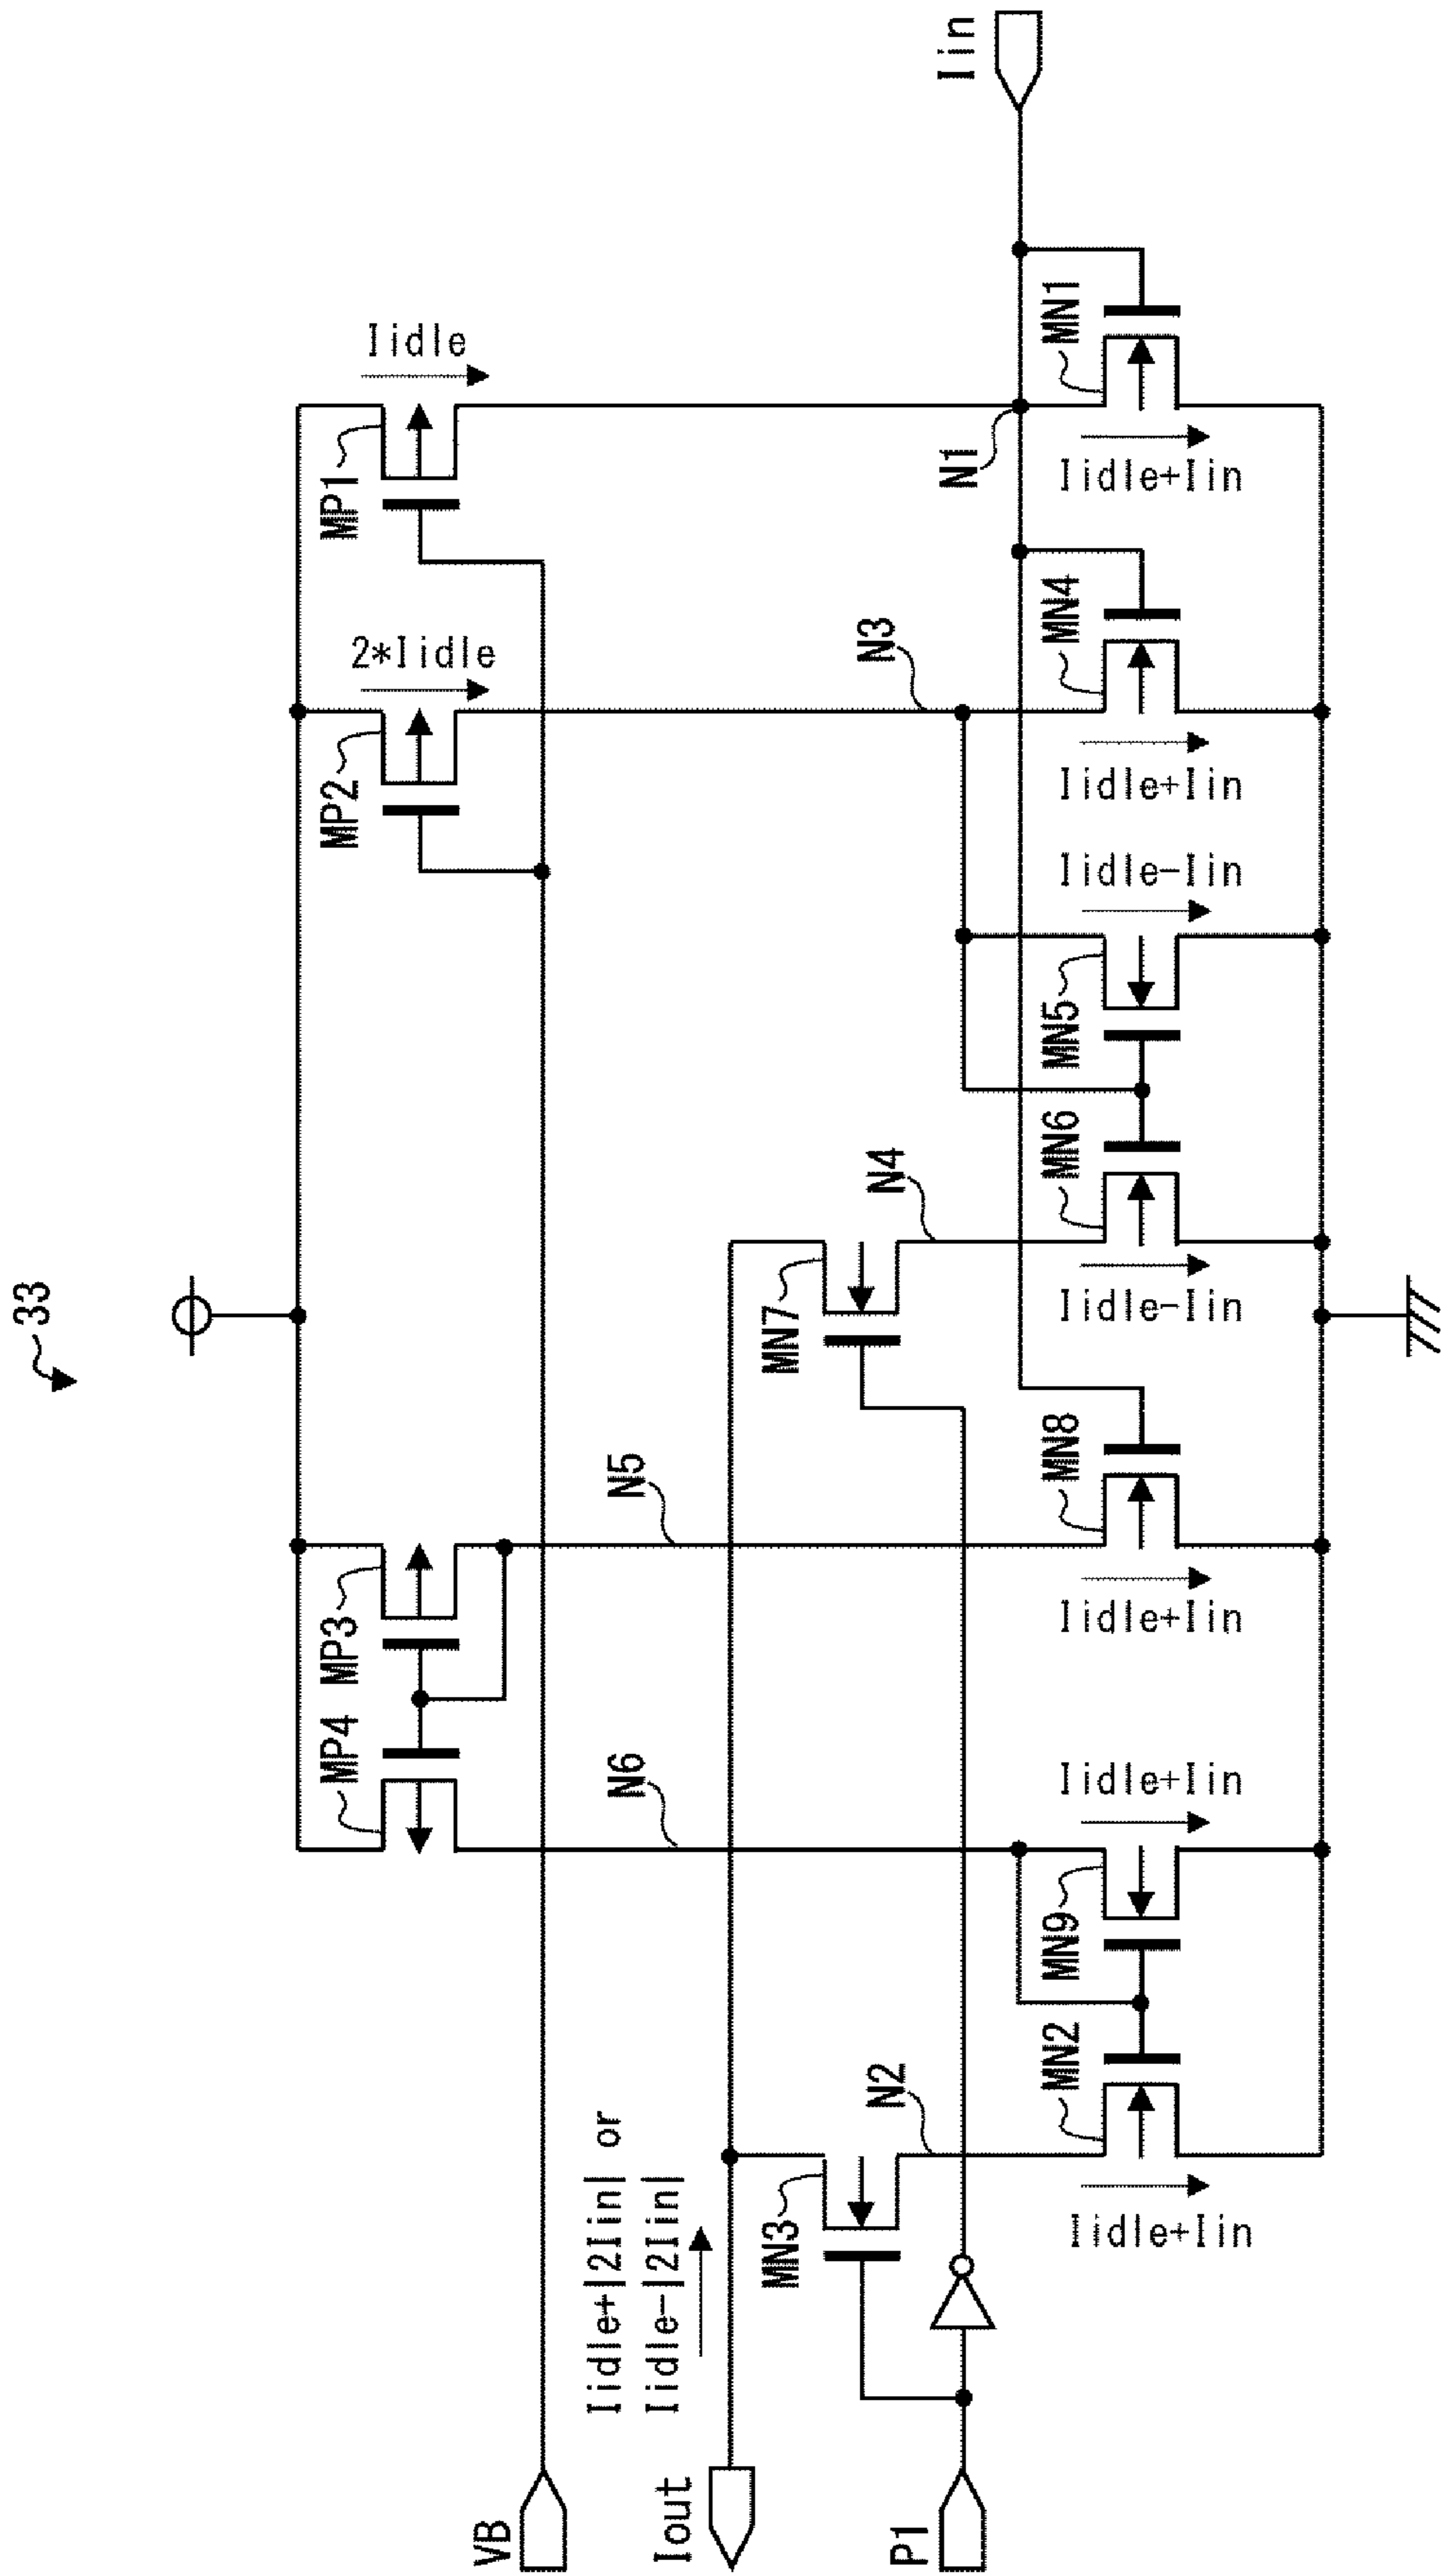 33
Iin
Iidle
MP1
2*Iidle
MP2
MP3
MP4
N1
N3
N4
N5
N6
N2
MN1
Iidle+Iin
MN4
Iidle+Iin
Iidle-Iin
MN5
MN6
Iidle-Iin
MN7
MN8
Iidle+Iin
Iidle+Iin
MN9
MN2
Iidle+Iin
MN3
Iidle+|2Iin| or
Iidle-|2Iin|
VB
Iout
P1